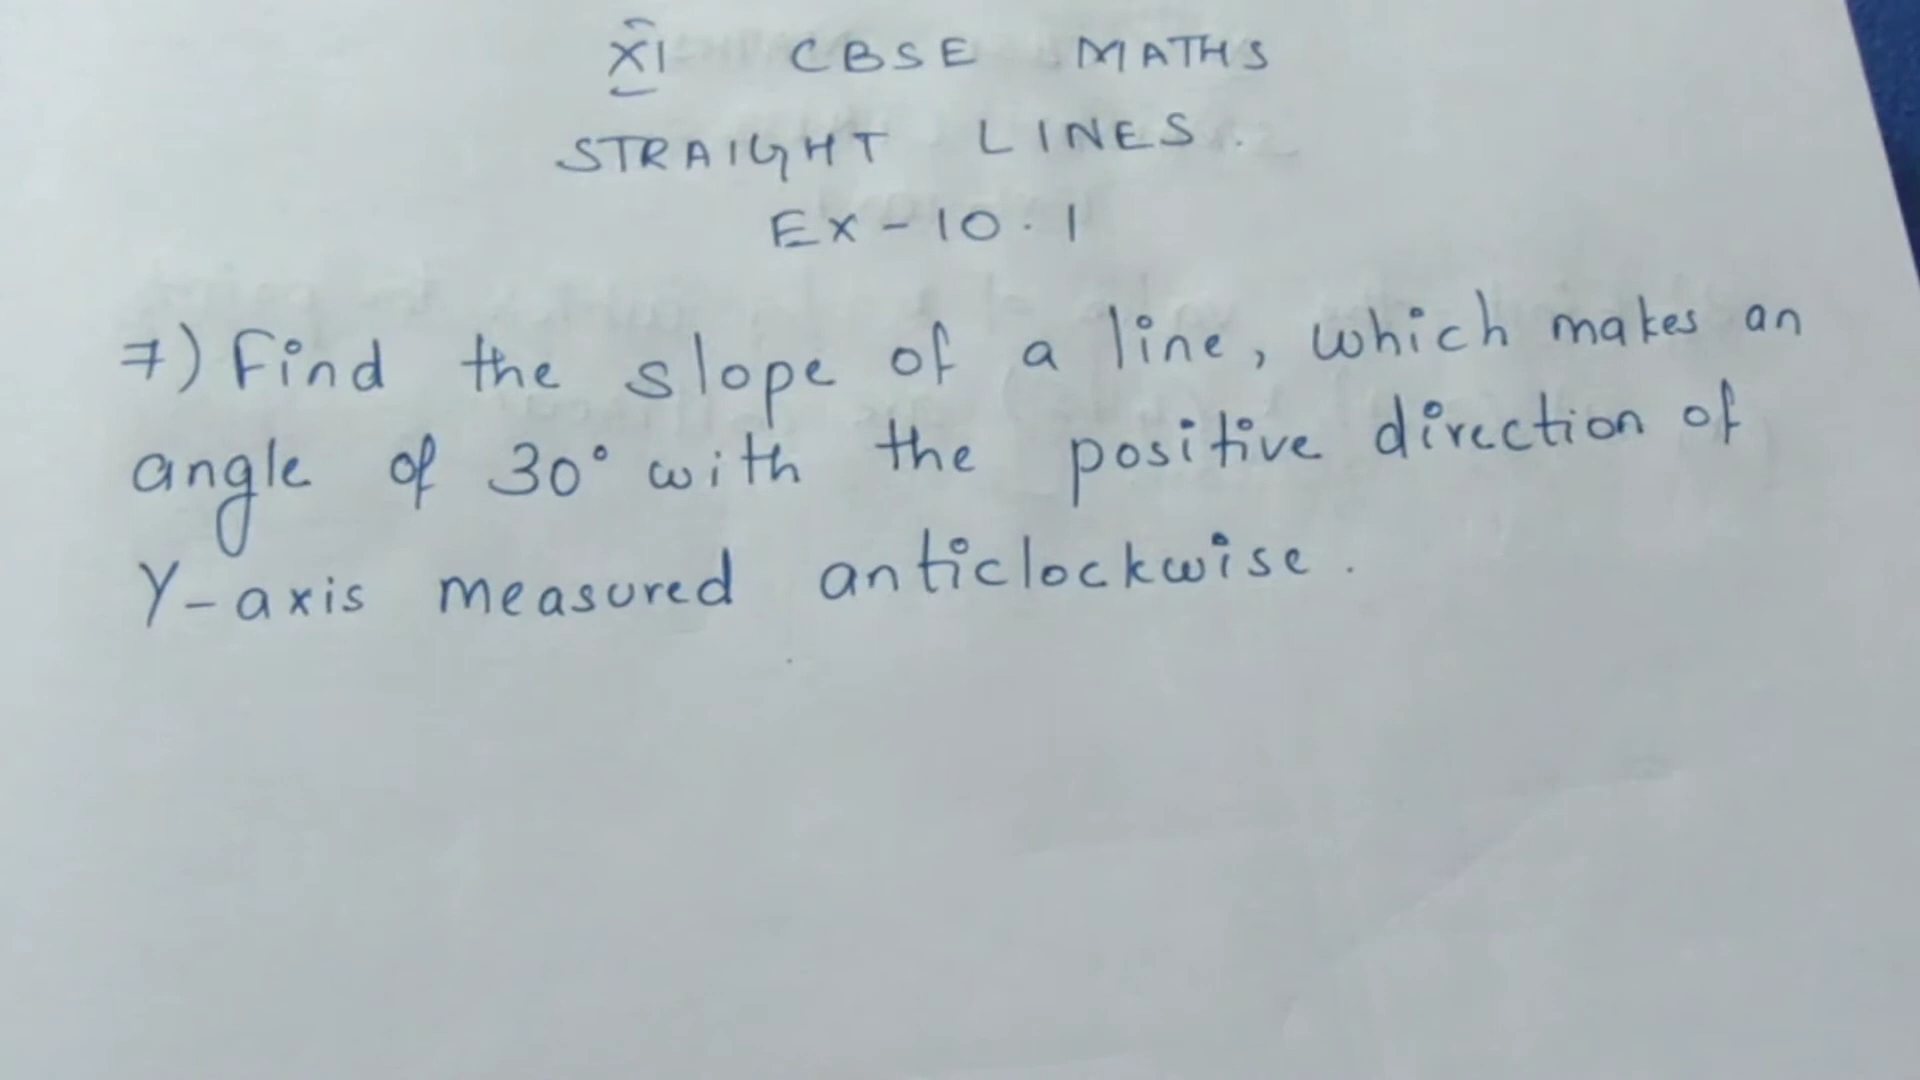 XI CBSE MATHS
STRAIGHT LINES.
EX-10.1
7) Find the slope of a line, which makes an
angle of 30° with the positive direction of
Y-axis measured anticlockwise.